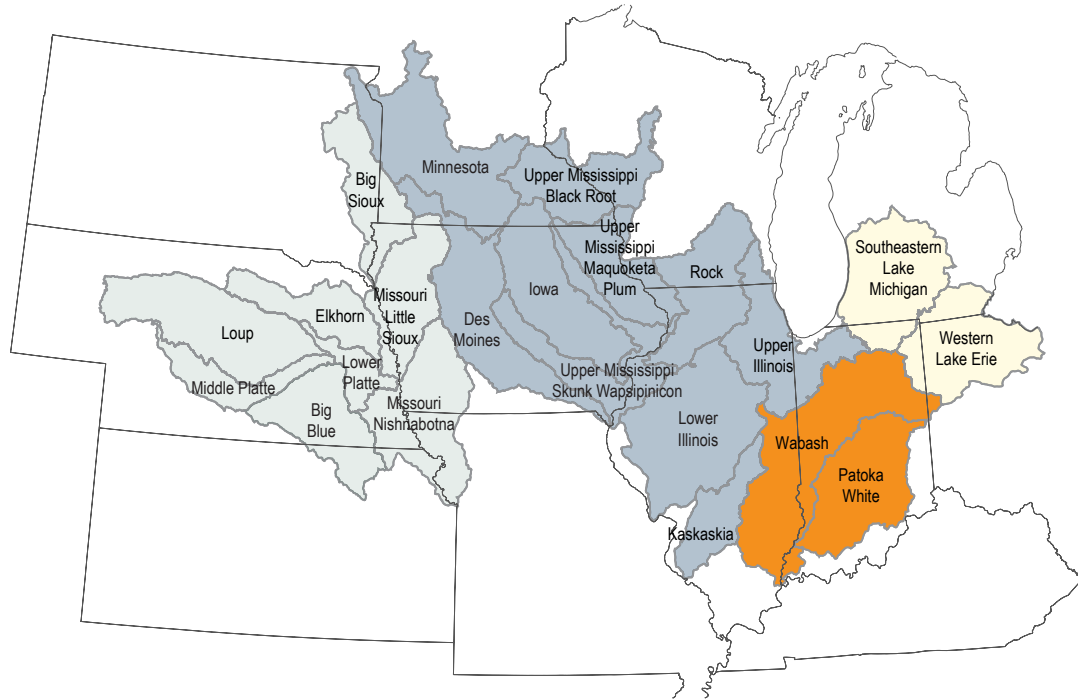 Minnesota
Big
Sioux
Upper Mississippi
Black Root
Upper
Mississippi
Maquoketa
Plum
Rock
Southeastern
Lake
Michigan
Iowa
Missouri
Little
Sioux
Elkhorn
Loup
Des
Moines
Upper
Illinois
Western
Lake Erie
Lower
Platte
Middle Platte
Upper Mississippi
Skunk Wapsipinicon
Missouri
Nishnabotna
Big
Blue
Lower
Illinois
Wabash
Patoka
White
Kaskaskia